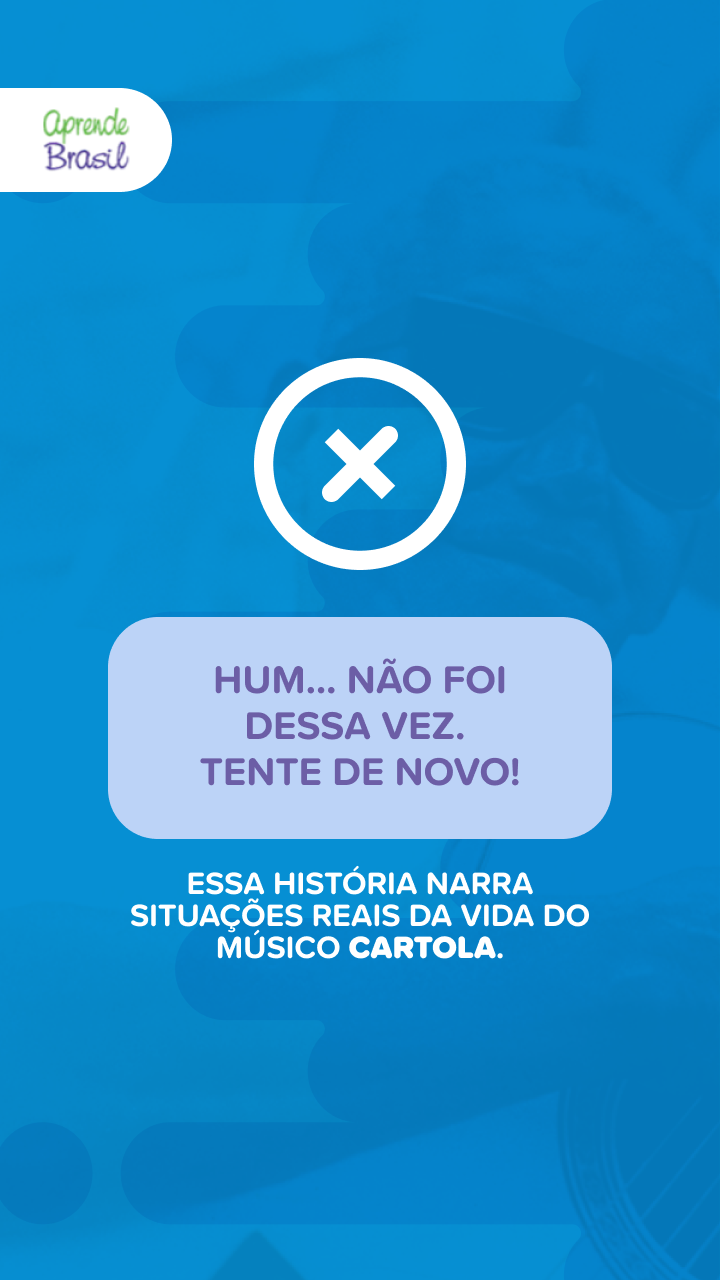 aprende
Brasil
HUM... NÃO FOI
DESSA VEZ.
TENTE DE NOVO!
ESSA HISTÓRIA NARRA
SITUAÇÕES REAIS DA VIDA DO
MÚSICO CARTOLA.